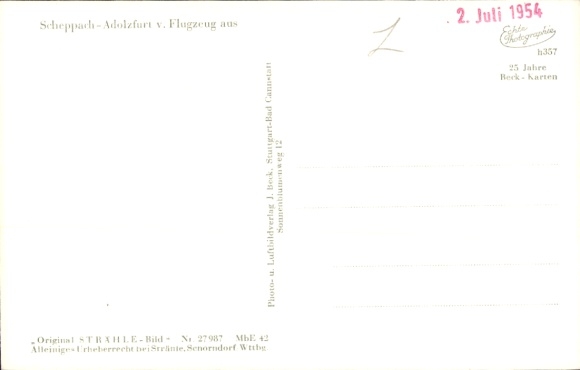 Scheppach-Adolzfurt v. Flugzeug aus
2. Juli 1954
Echte
Photographie
h357
25 Jahre
Beck-Karten
Photo- u. Luftbildverlag J. Beck, Stuttgart-Bad Cannstatt
Sonnenblumenweg 12
„Original STRÄHLE-Bild“ Nr 27987 MbE 42
Alleiniges Urheberrecht bei Strähle, Schorndorf Wttbg